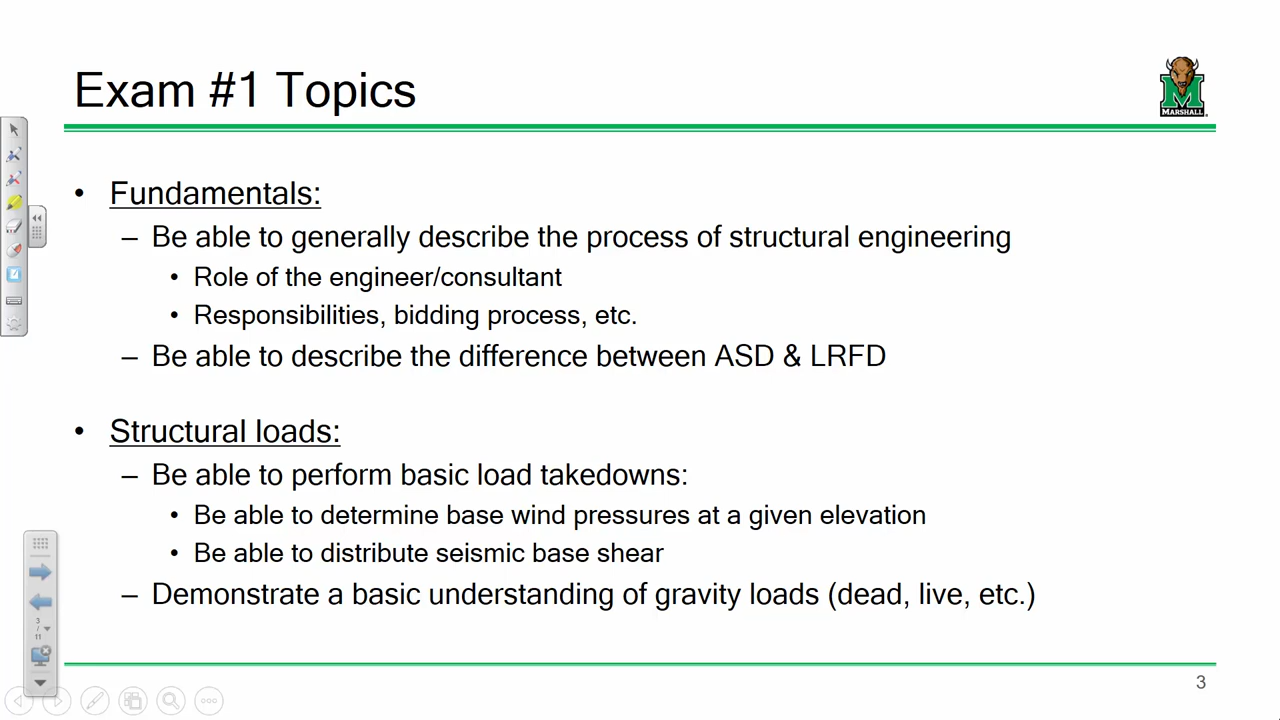 Exam #1 Topics
MARSHALL
• Fundamentals:
– Be able to generally describe the process of structural engineering
• Role of the engineer/consultant
• Responsibilities, bidding process, etc.
– Be able to describe the difference between ASD & LRFD
• Structural loads:
– Be able to perform basic load takedowns:
• Be able to determine base wind pressures at a given elevation
• Be able to distribute seismic base shear
– Demonstrate a basic understanding of gravity loads (dead, live, etc.)
3
/
11
3